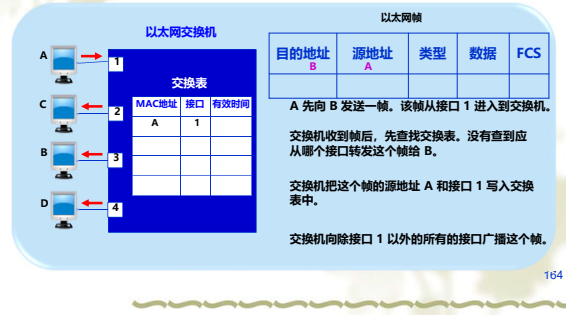 以太网交换机
A
1
C
2
B
3
D
4
交换表
MAC地址 接口 有效时间
A 1
以太网帧
目的地址 源地址 类型 数据 FCS
B A
A 先向 B 发送一帧。该帧从接口 1 进入到交换机。
交换机收到帧后，先查找交换表。没有查到应
从哪个接口转发这个帧给 B。
交换机把这个帧的源地址 A 和接口 1 写入交换
表中。
交换机向除接口 1 以外的所有的接口广播这个帧。
164